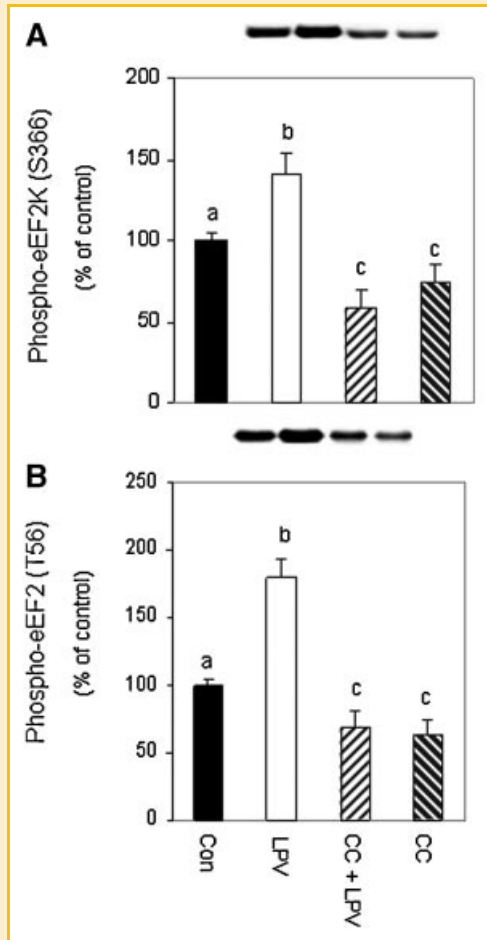 A
Phospho-eEF2K (S366)
(% of control)
200
150
100
50
0
a
b
c
c
B
Phospho-eEF2 (T56)
(% of control)
250
200
150
100
50
0
a
b
c
c
Con
LPV
CC + LPV
CC